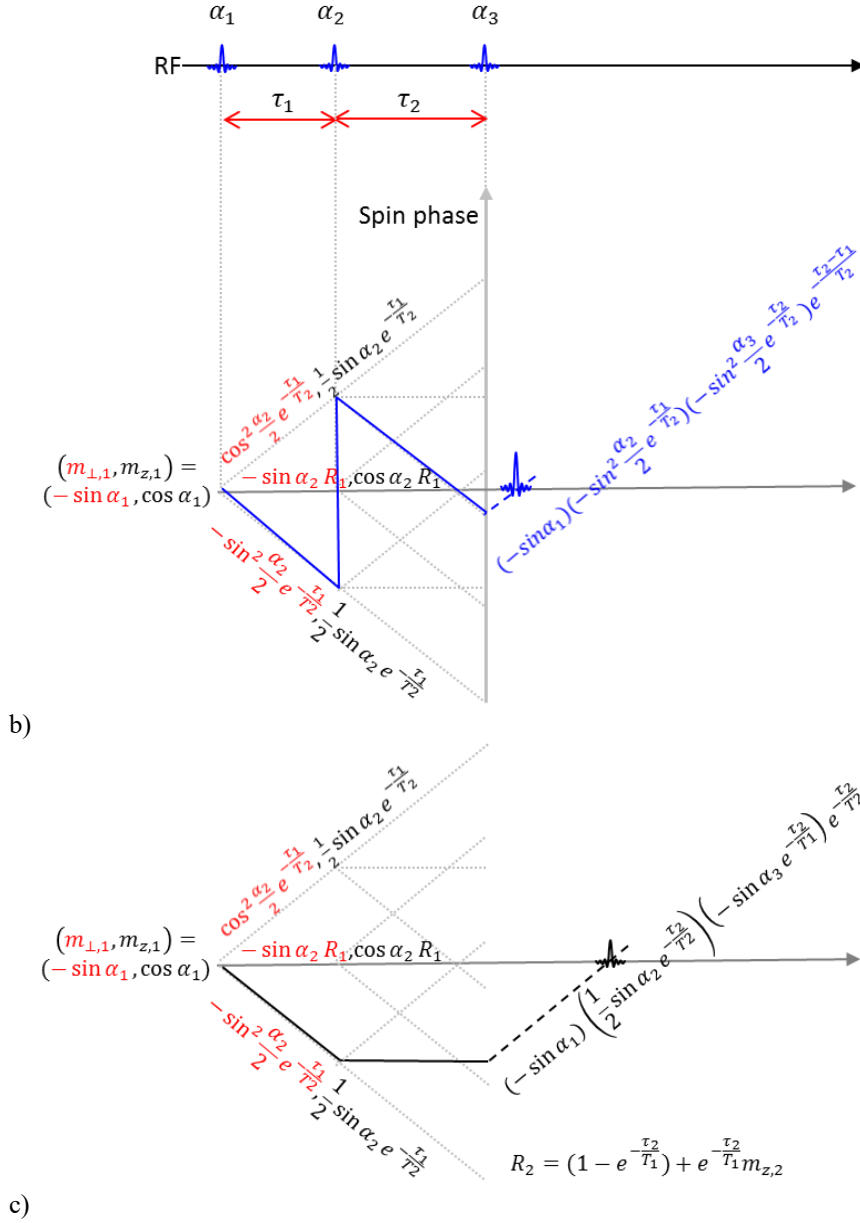 α₁ α₂ α₃
RF
τ₁ τ₂
Spin phase
cos² α₂/2 e^(-τ₁/T₂), 1/2 sin α₂ e^(-τ₁/T₂)
(m⊥,₁, m_z,₁) =
(− sin α₁, cos α₁)
− sin α₂ R₁, cos α₂ R₁
− sin² α₂/2 e^(-τ₁/T2), 1/2 sin α₂ e^(-τ₁/T2)
(−sinα₁)(−sin² α₂/2 e^(-τ₁/T₂))(−sin² α₃/2 e^(-τ₂/T₂))e^(-(τ₂−τ₁)/T₂)
b)
cos² α₂/2 e^(-τ₁/T₂), 1/2 sin α₂ e^(-τ₁/T₂)
(m⊥,₁, m_z,₁) =
(− sin α₁, cos α₁)
− sin α₂ R₁, cos α₂ R₁
− sin² α₂/2 e^(-τ₁/T2), 1/2 sin α₂ e^(-τ₁/T2)
(− sin α₁)(1/2 sin α₂ e^(-τ₂/T2))(− sin α₃ e^(-τ₂/T1)) e^(-τ₂/T2)
R₂ = (1 − e^(-τ₂/T₁)) + e^(-τ₂/T₁) m_z,₂
c)